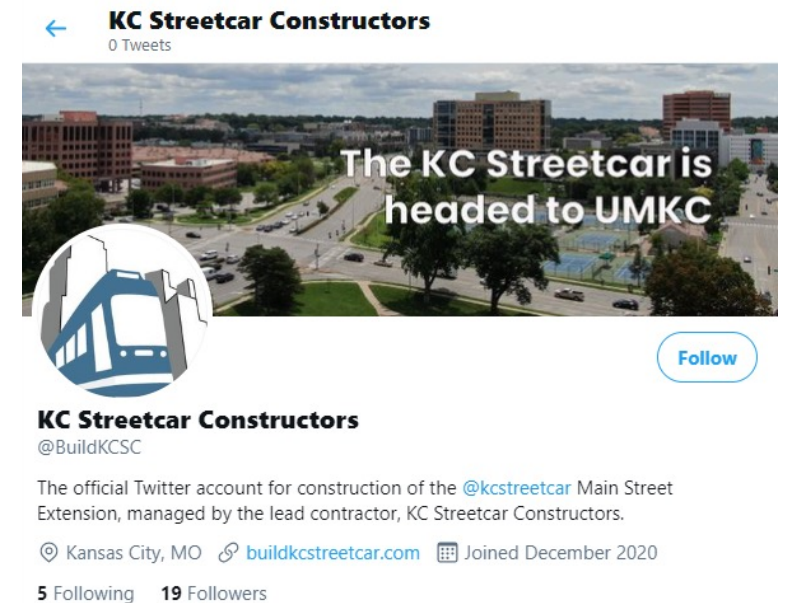 KC Streetcar Constructors
0 Tweets
The KC Streetcar is
headed to UMKC
Follow
KC Streetcar Constructors
@BuildKCSC
The official Twitter account for construction of the @kcstreetcar Main Street
Extension, managed by the lead contractor, KC Streetcar Constructors.
Kansas City, MO buildkcstreetcar.com Joined December 2020
5 Following 19 Followers